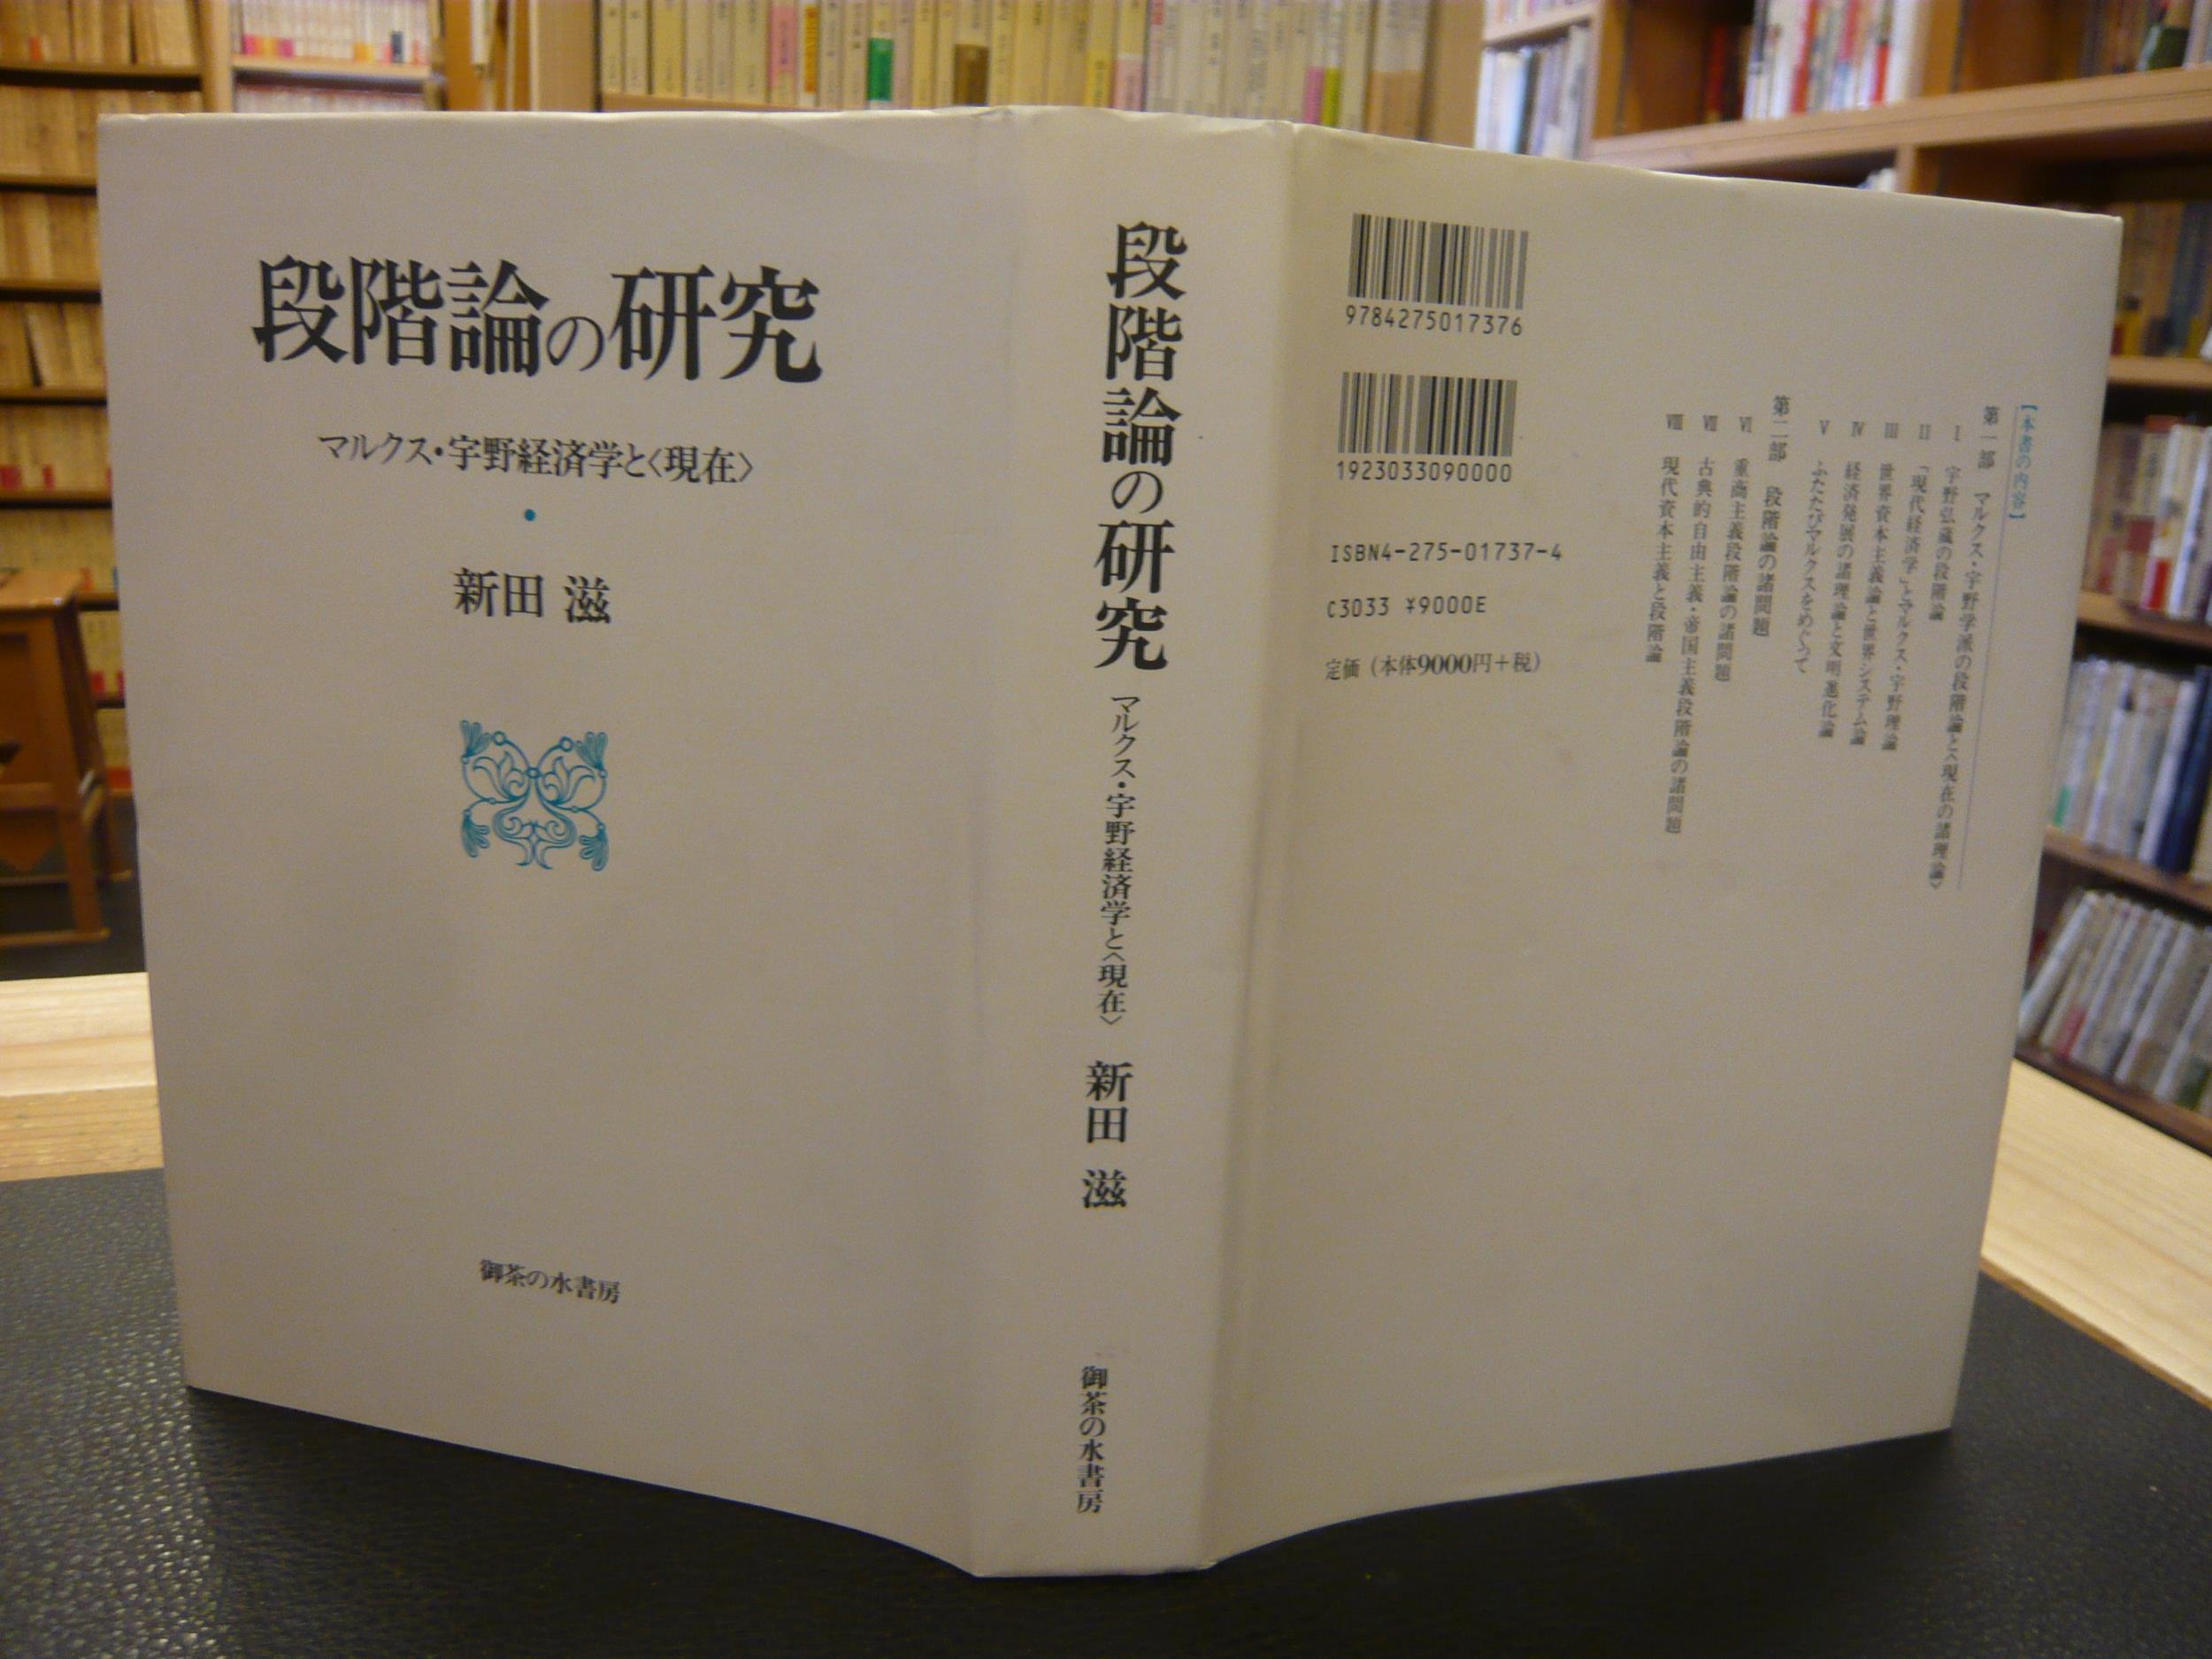 段階論の研究
マルクス・宇野経済学と〈現在〉
新田 滋
御茶の水書房
段階論の研究 マルクス・宇野経済学と〈現在〉 新田 滋 御茶の水書房
9784275017376
1923033090000
ISBN4-275-01737-4
C3033 ¥9000E
定価（本体9000円＋税）
【本書の内容】
第一部 マルクス・宇野学派の段階論と〈現在の諸理論〉
I 宇野弘蔵の段階論
II 「現代経済学」とマルクス・宇野理論
III 世界資本主義論と世界システム論
IV 経済発展の諸理論と文明進化論
V ふたたびマルクスをめぐって
第二部 段階論の諸問題
VI 重商主義段階論の諸問題
VII 古典的自由主義・帝国主義段階論の諸問題
VIII 現代資本主義と段階論